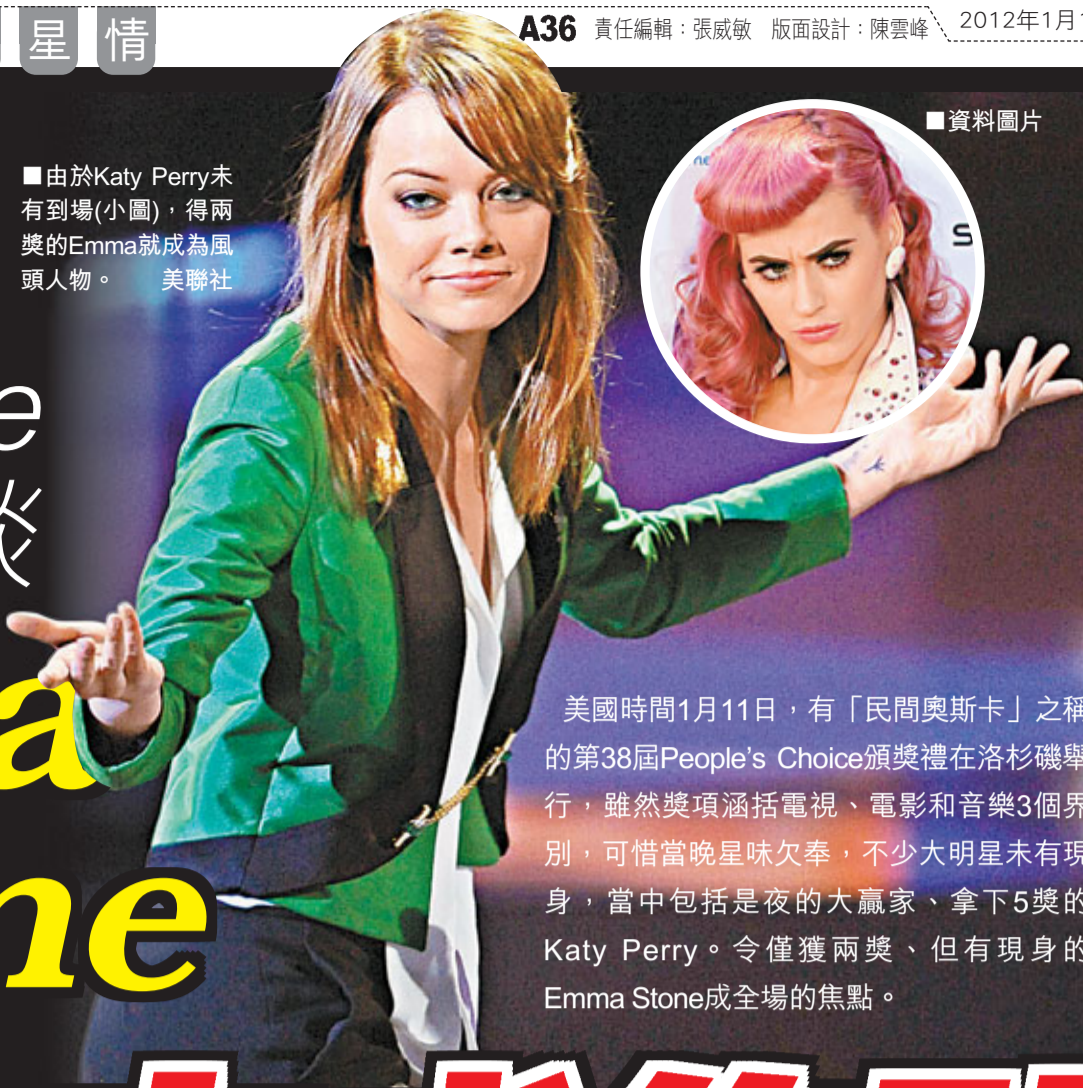 星 情
A36 責任編輯：張威敏 版面設計：陳雲峰
2012年1月
■資料圖片
■由於Katy Perry未
有到場(小圖)，得兩
獎的Emma就成為風
頭人物。 美聯社
e
a
ne
美國時間1月11日，有「民間奧斯卡」之稱
的第38屆People's Choice頒獎禮在洛杉磯舉
行，雖然獎項涵括電視、電影和音樂3個界
別，可惜當晚星味欠奉，不少大明星未有現
身，當中包括是夜的大贏家、拿下5獎的
Katy Perry。令僅獲兩獎、但有現身的
Emma Stone成全場的焦點。